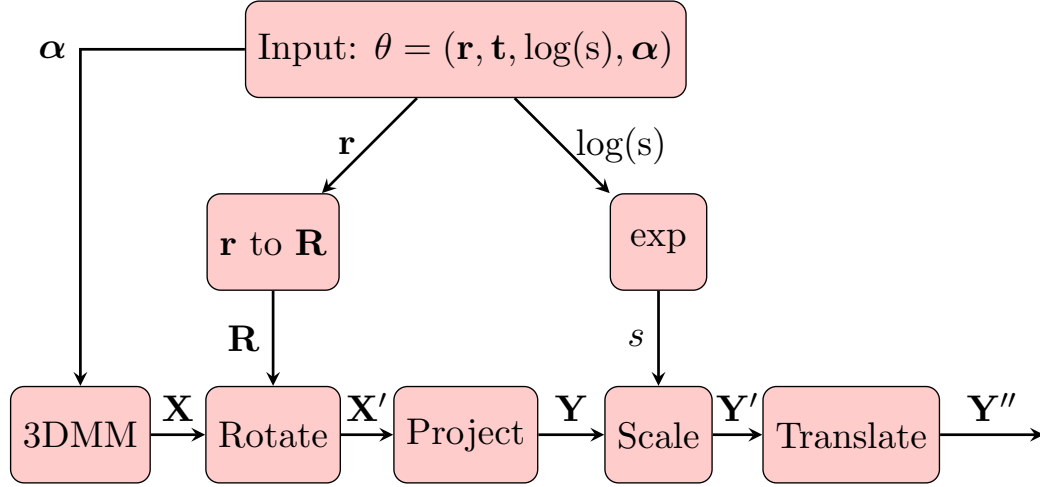 Input: θ = (r, t, log(s), α)
α
r
log(s)
r to R
exp
R
s
3DMM
X
Rotate
X′
Project
Y
Scale
Y′
Translate
Y′′